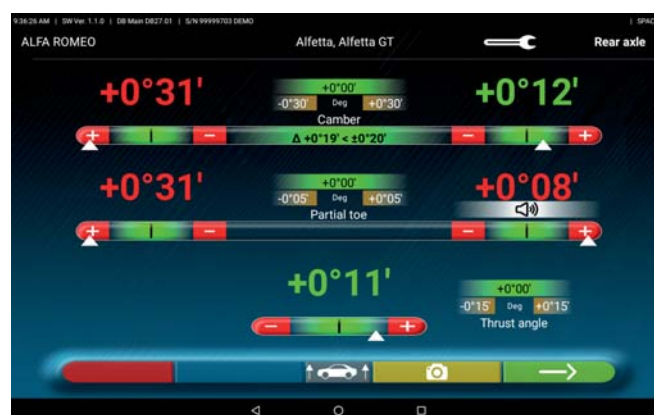 9:36:26 AM | SW Ver. 1.1.0 | DB Main DB27.01 | S/N 99999703 DEMO | SPAC
ALFA ROMEO Alfetta, Alfetta GT Rear axle
+0°31' +0°00' +0°12'
-0°30' Deg +0°30'
Camber
+ - Δ +0°19' < ±0°20' - +
+0°31' +0°00' +0°08'
-0°05' Deg +0°05'
Partial toe
+ - - +
+0°11' +0°00'
-0°15' Deg +0°15'
Thrust angle
- +